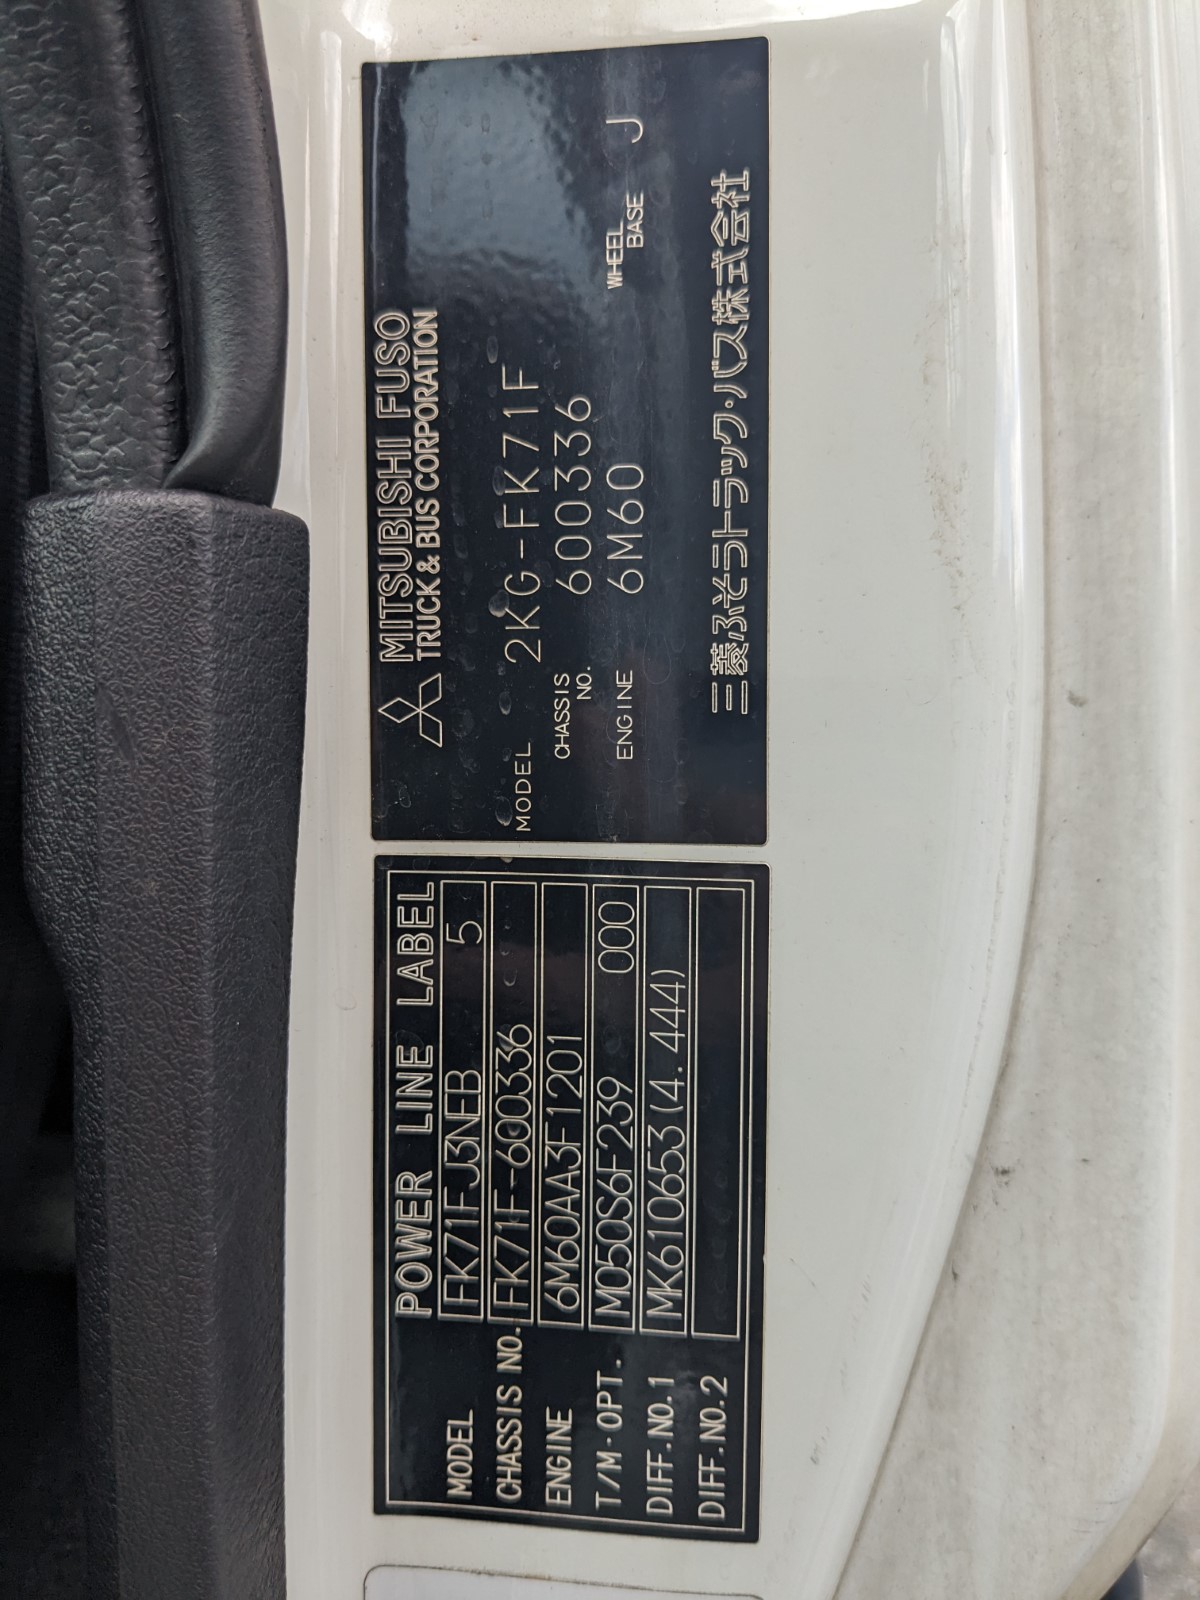 POWER LINE LABEL
MODEL FK71FJ3NEB 5
CHASSIS NO. FK71F-600336
ENGINE 6M60AA3F1201
T/M·OPT. M050S6F239 000
DIFF.NO.1 MK610653(4.444)
DIFF.NO.2
MITSUBISHI FUSO
TRUCK & BUS CORPORATION
MODEL 2KG-FK71F
CHASSIS NO. 600336
ENGINE 6M60 WHEEL BASE J
三菱ふそうトラック・バス株式会社